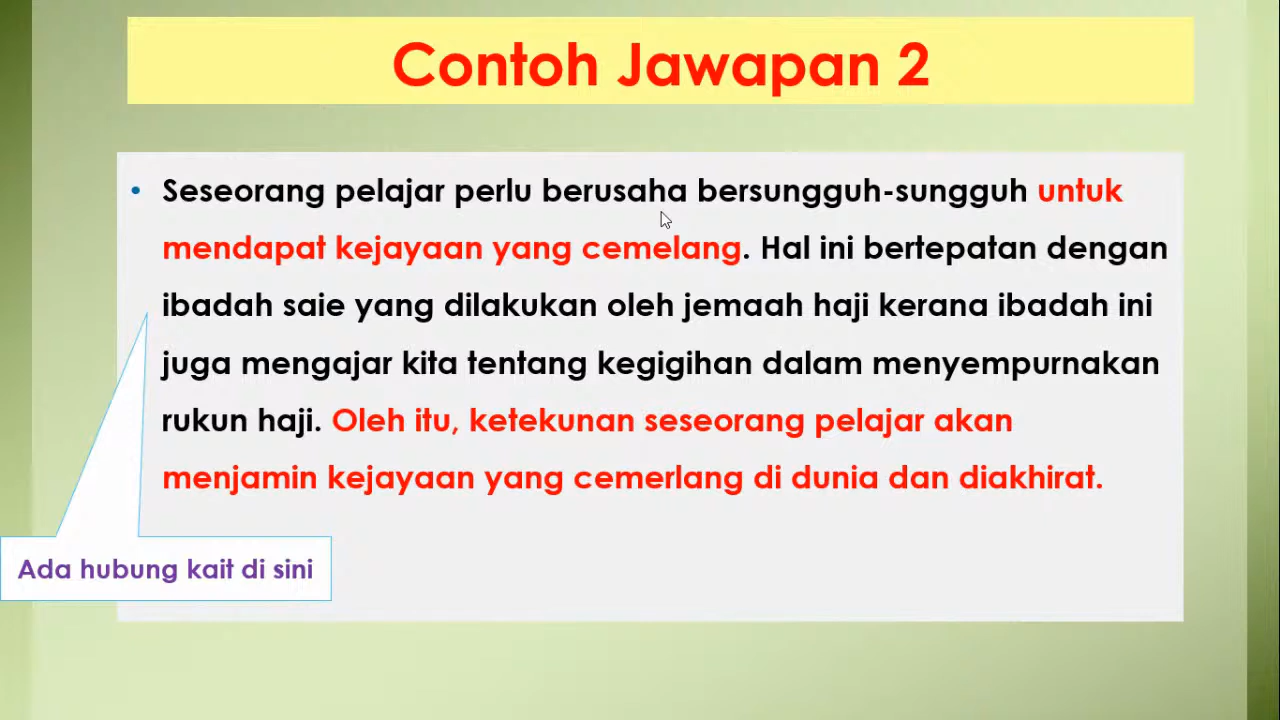 Contoh Jawapan 2
• Seseorang pelajar perlu berusaha bersungguh-sungguh untuk
mendapat kejayaan yang cemelang. Hal ini bertepatan dengan
ibadah saie yang dilakukan oleh jemaah haji kerana ibadah ini
juga mengajar kita tentang kegigihan dalam menyempurnakan
rukun haji. Oleh itu, ketekunan seseorang pelajar akan
menjamin kejayaan yang cemerlang di dunia dan diakhirat.
Ada hubung kait di sini